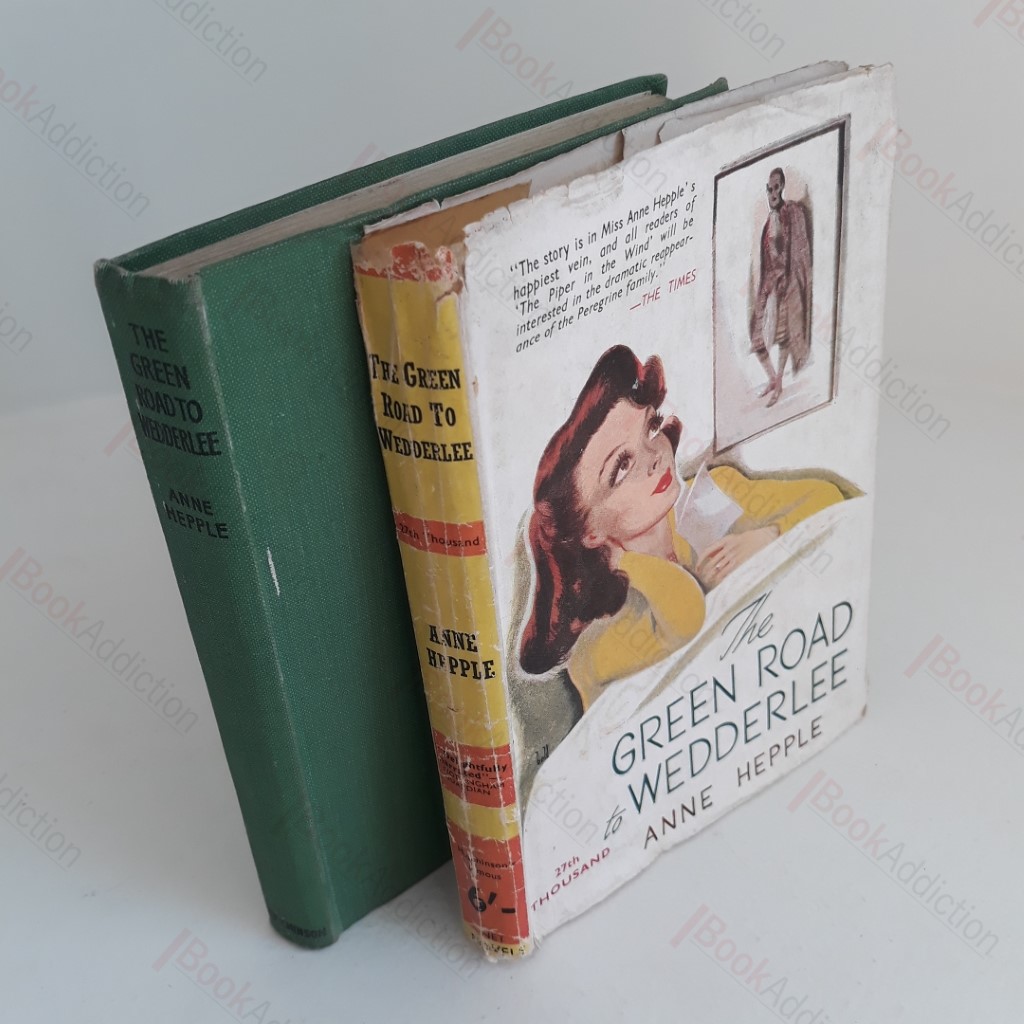 THE
GREEN
ROAD TO
WEDDERLEE
ANNE
HEPPLE
THE GREEN
ROAD TO
WEDDERLEE
27th Thousand
ANNE
HEPPLE
6/-
"The story is in Miss Anne Hepple's
happiest vein, and all readers of
'The Piper in the Wind' will be
interested in the dramatic reappear-
ance of the Peregrine family."
—THE TIMES
The
GREEN ROAD
to WEDDERLEE
ANNE HEPPLE
27th
THOUSAND
BookAddiction